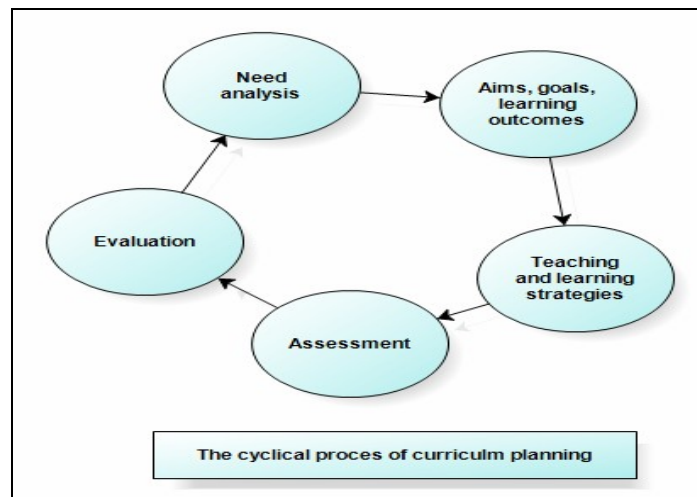 Need
analysis
Aims, goals,
learning
outcomes
Teaching
and learning
strategies
Assessment
Evaluation
The cyclical proces of curriculm planning